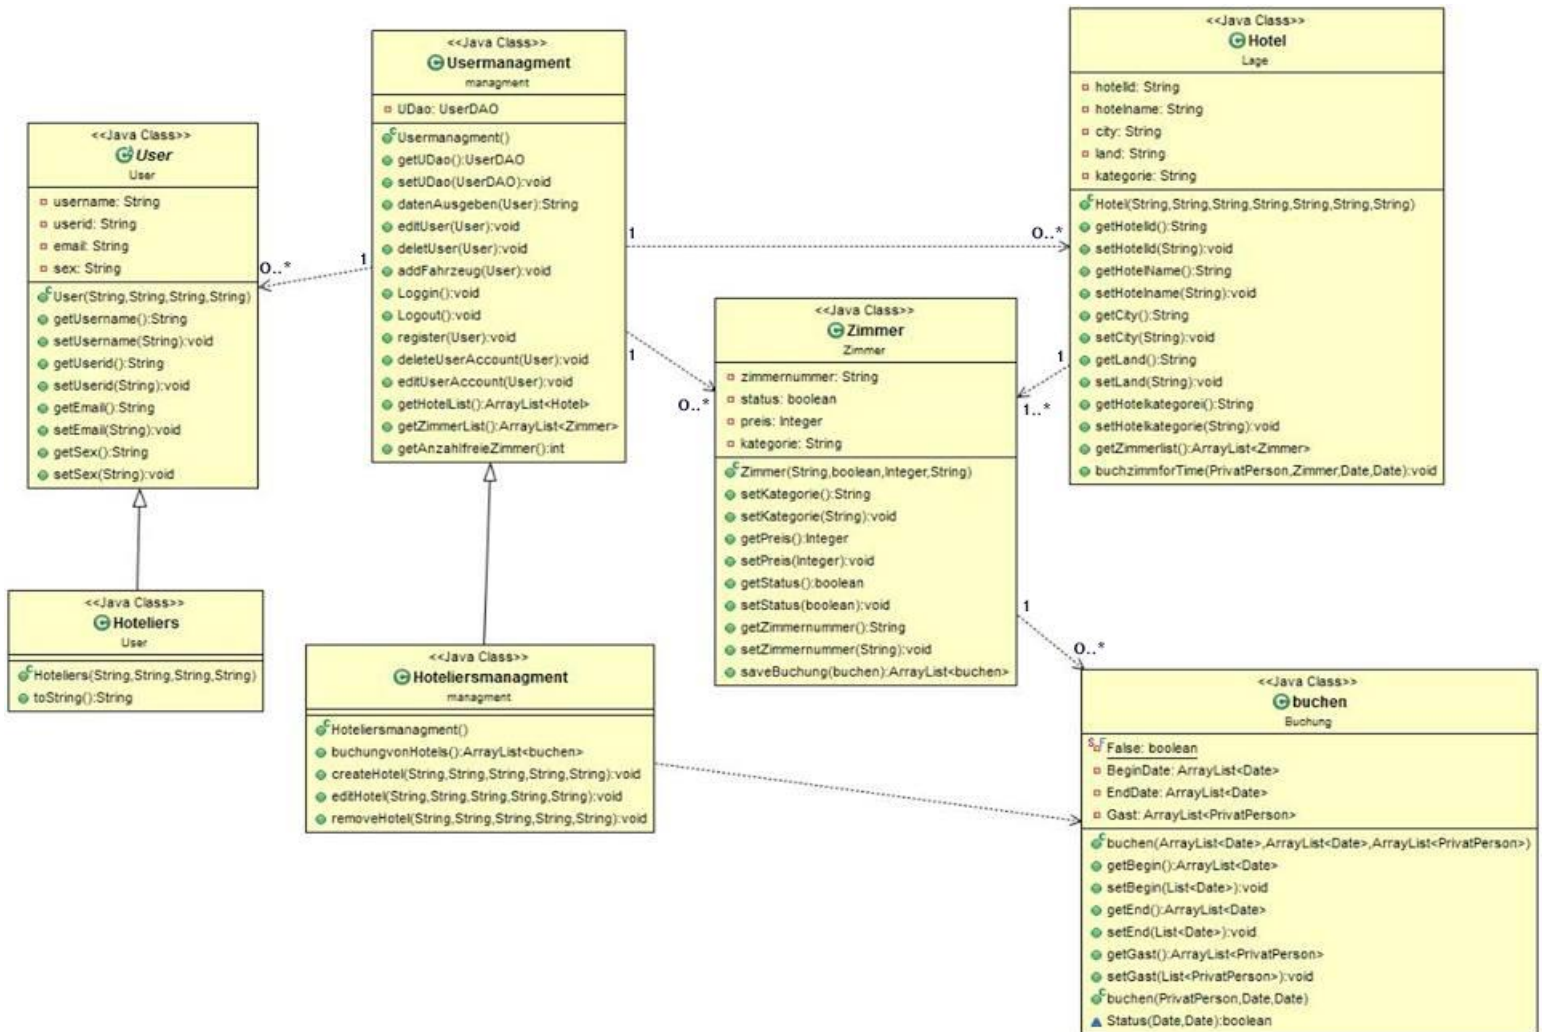 <<Java Class>>
User
User
username: String
userid: String
email: String
sex: String
User(String,String,String,String)
getUsername():String
setUsername(String):void
getUserid():String
setUserid(String):void
getEmail():String
setEmail(String):void
getSex():String
setSex(String):void
<<Java Class>>
Hoteliers
User
Hoteliers(String,String,String,String)
toString():String
0..*
1
<<Java Class>>
Usermanagment
managment
UDao: UserDAO
Usermanagment()
getUDao():UserDAO
setUDao(UserDAO):void
datenAusgeben(User):String
editUser(User):void
deletUser(User):void
addFahrzeug(User):void
Loggin():void
Logout():void
register(User):void
deleteUserAccount(User):void
editUserAccount(User):void
getHotelList():ArrayList<Hotel>
getZimmerList():ArrayList<Zimmer>
getAnzahlfreieZimmer():int
<<Java Class>>
Hoteliersmanagment
managment
Hoteliersmanagment()
buchungvonHotels():ArrayList<buchen>
createHotel(String,String,String,String,String):void
editHotel(String,String,String,String,String):void
removeHotel(String,String,String,String,String):void
1
0..*
1
0..*
<<Java Class>>
Zimmer
Zimmer
zimmernummer: String
status: boolean
preis: Integer
kategorie: String
Zimmer(String,boolean,Integer,String)
setKategorie():String
setKategorie(String):void
getPreis():Integer
setPreis(Integer):void
getStatus():boolean
setStatus(boolean):void
getZimmernummer():String
setZimmernummer(String):void
saveBuchung(buchen):ArrayList<buchen>
<<Java Class>>
Hotel
Lage
hotelId: String
hotelname: String
city: String
land: String
kategorie: String
Hotel(String,String,String,String,String,String,String)
getHotelId():String
setHotelId(String):void
getHotelName():String
setHotelname(String):void
getCity():String
setCity(String):void
getLand():String
setLand(String):void
getHotelkategorei():String
setHotelkategorie(String):void
getZimmerlist():ArrayList<Zimmer>
buchzimmforTime(PrivatPerson,Zimmer,Date,Date):void
1
1..*
1
0..*
<<Java Class>>
buchen
Buchung
S F
False: boolean
BeginDate: ArrayList<Date>
EndDate: ArrayList<Date>
Gast: ArrayList<PrivatPerson>
buchen(ArrayList<Date>,ArrayList<Date>,ArrayList<PrivatPerson>)
getBegin():ArrayList<Date>
setBegin(List<Date>):void
getEnd():ArrayList<Date>
setEnd(List<Date>):void
getGast():ArrayList<PrivatPerson>
setGast(List<PrivatPerson>):void
buchen(PrivatPerson,Date,Date)
Status(Date,Date):boolean